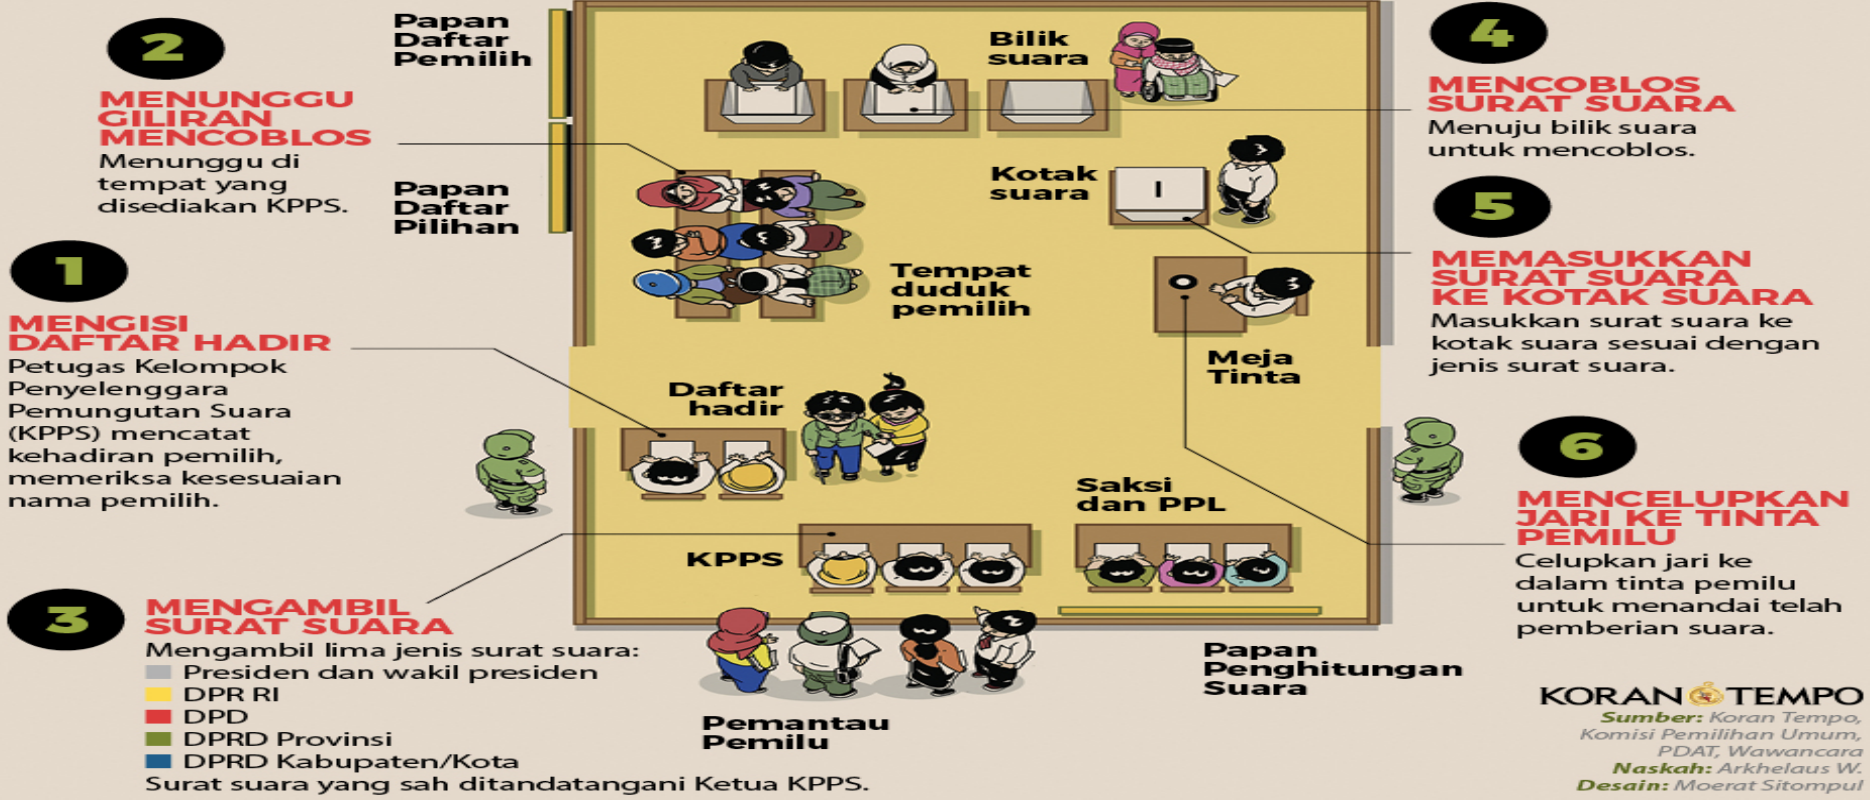 2
MENUNGGU
GILIRAN
MENCOBLOS
Menunggu di
tempat yang
disediakan KPPS.
1
MENGISI
DAFTAR HADIR
Petugas Kelompok
Penyelenggara
Pemungutan Suara
(KPPS) mencatat
kehadiran pemilih,
memeriksa kesesuaian
nama pemilih.
3
MENGAMBIL
SURAT SUARA
Mengambil lima jenis surat suara:
Presiden dan wakil presiden
DPR RI
DPD
DPRD Provinsi
DPRD Kabupaten/Kota
Surat suara yang sah ditandatangani Ketua KPPS.
Papan
Daftar
Pemilih
Papan
Daftar
Pilihan
Bilik
suara
Kotak
suara
Tempat
duduk
pemilih
Meja
Tinta
Daftar
hadir
Saksi
dan PPL
KPPS
Pemantau
Pemilu
Papan
Penghitungan
Suara
4
MENCOBLOS
SURAT SUARA
Menuju bilik suara
untuk mencoblos.
5
MEMASUKKAN
SURAT SUARA
KE KOTAK SUARA
Masukkan surat suara ke
kotak suara sesuai dengan
jenis surat suara.
6
MENCELUPKAN
JARI KE TINTA
PEMILU
Celupkan jari ke
dalam tinta pemilu
untuk menandai telah
pemberian suara.
KORAN TEMPO
Sumber: Koran Tempo,
Komisi Pemilihan Umum,
PDAT, Wawancara
Naskah: Arkhelaus W.
Desain: Moerat Sitompul